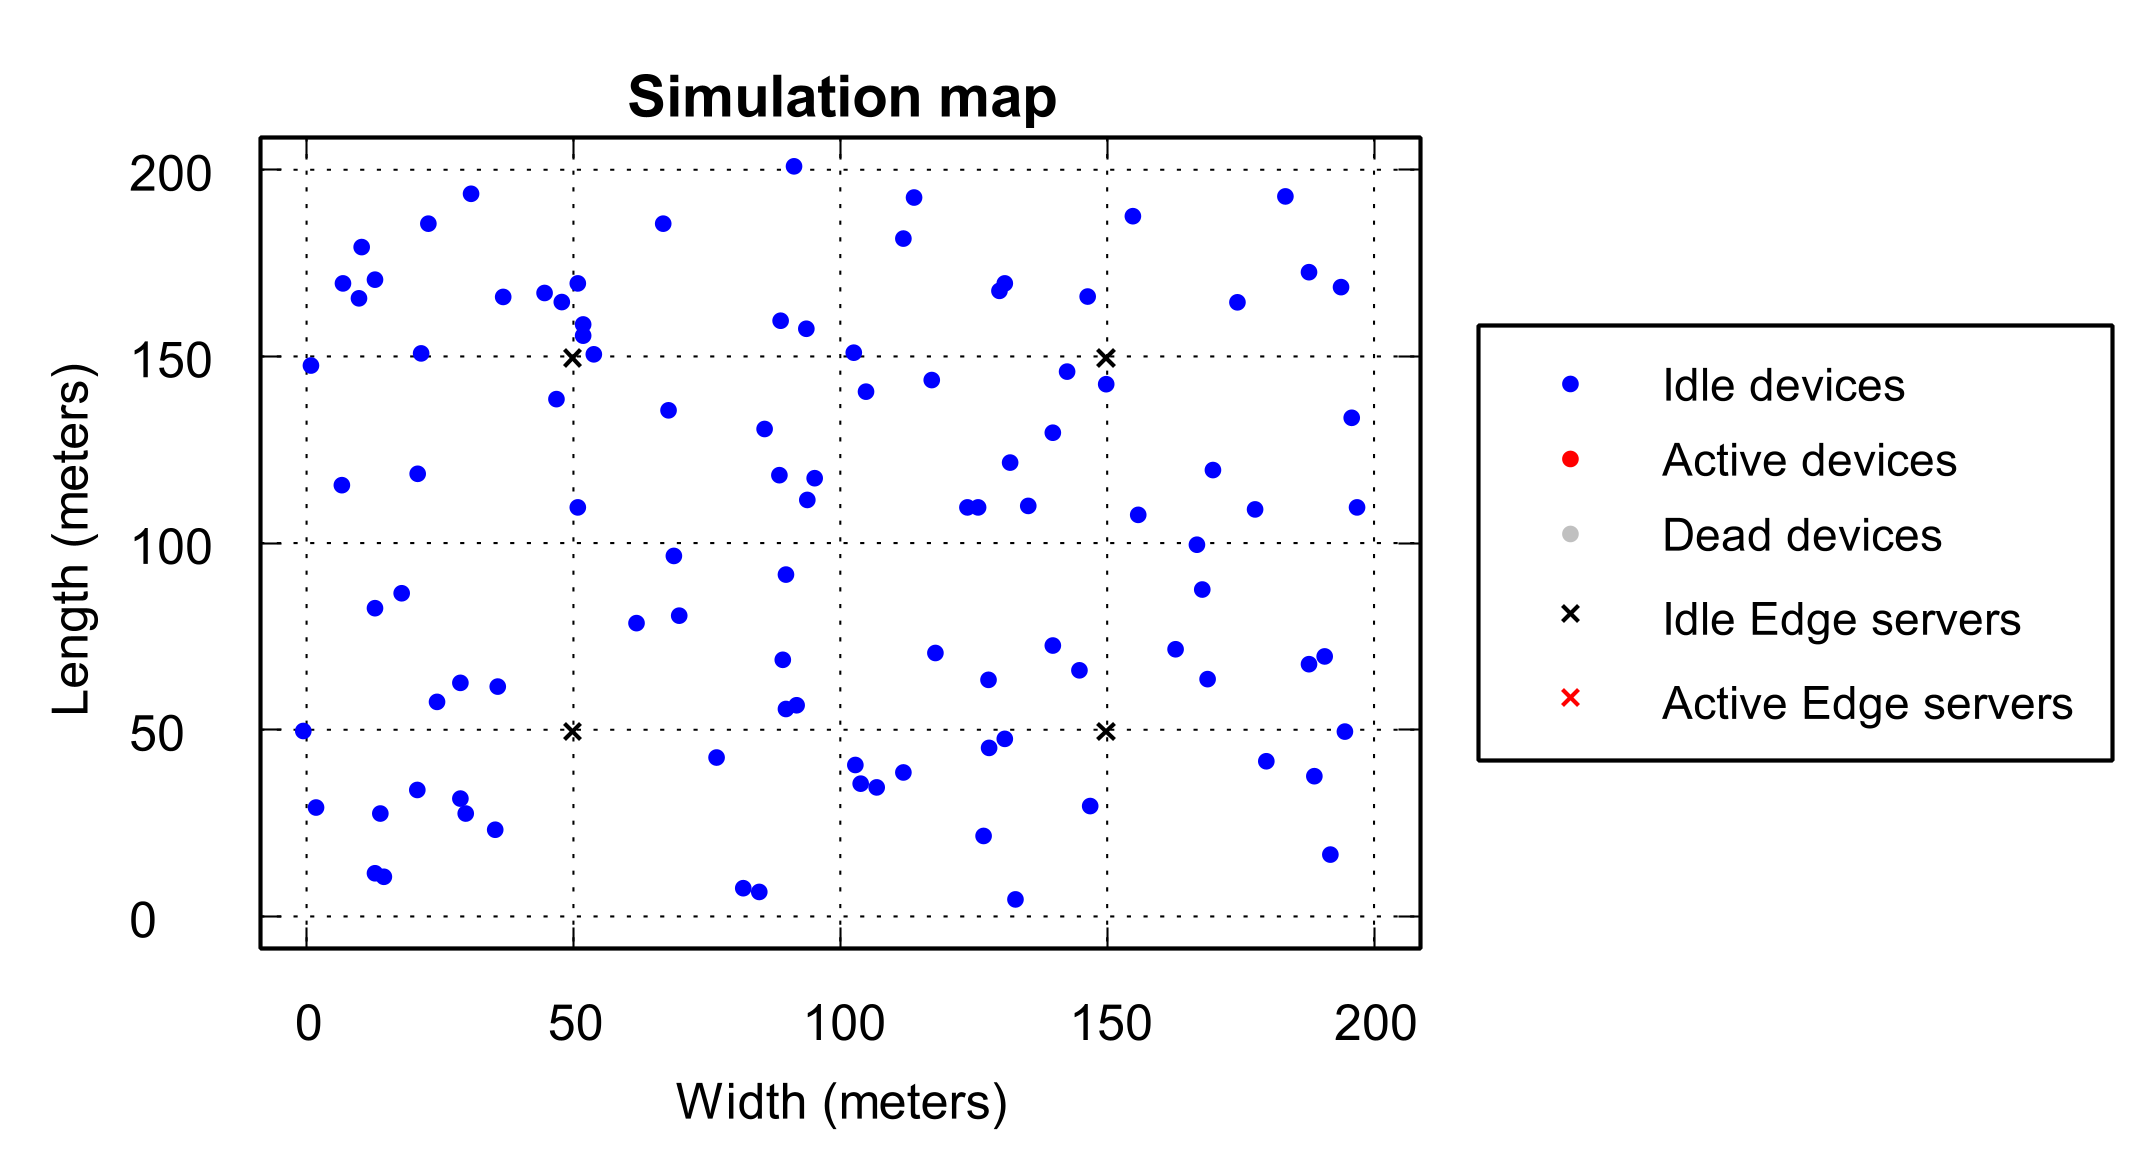 Simulation map
200
150
100
50
0
Length (meters)
0 50 100 150 200
Width (meters)
Idle devices
Active devices
Dead devices
Idle Edge servers
Active Edge servers